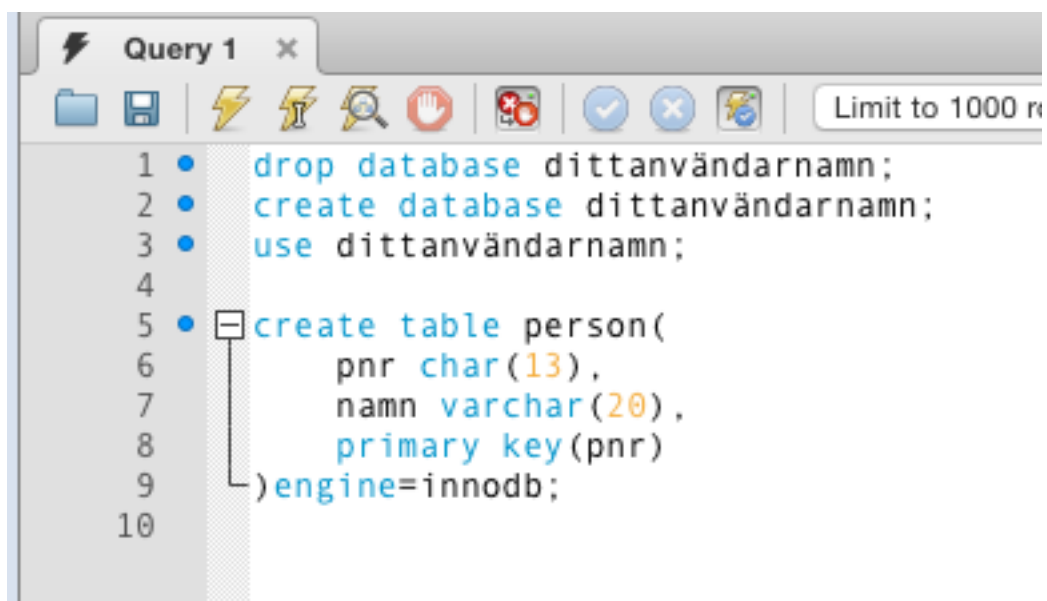 Query 1
Limit to 1000 ro
1 drop database dittanvändarnamn;
2 create database dittanvändarnamn;
3 use dittanvändarnamn;
4
5 create table person(
6 pnr char(13),
7 namn varchar(20),
8 primary key(pnr)
9 )engine=innodb;
10